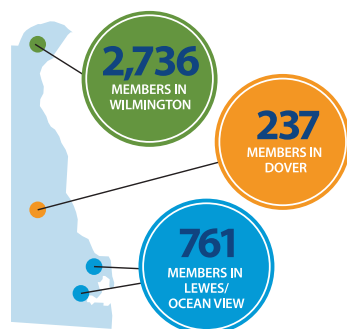 2,736
MEMBERS IN
WILMINGTON
237
MEMBERS IN
DOVER
761
MEMBERS IN
LEWES/
OCEAN VIEW